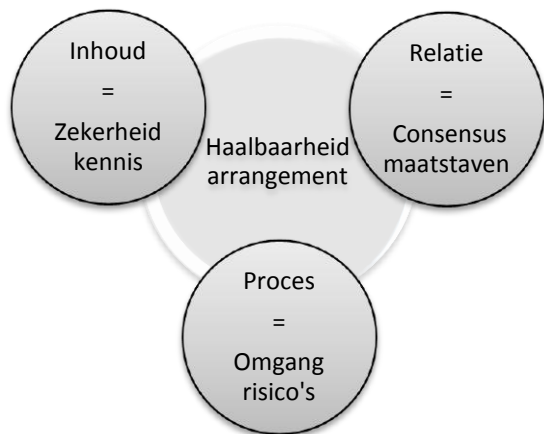 Inhoud
=
Zekerheid
kennis
Relatie
=
Consensus
maatstaven
Haalbaarheid
arrangement
Proces
=
Omgang
risico's